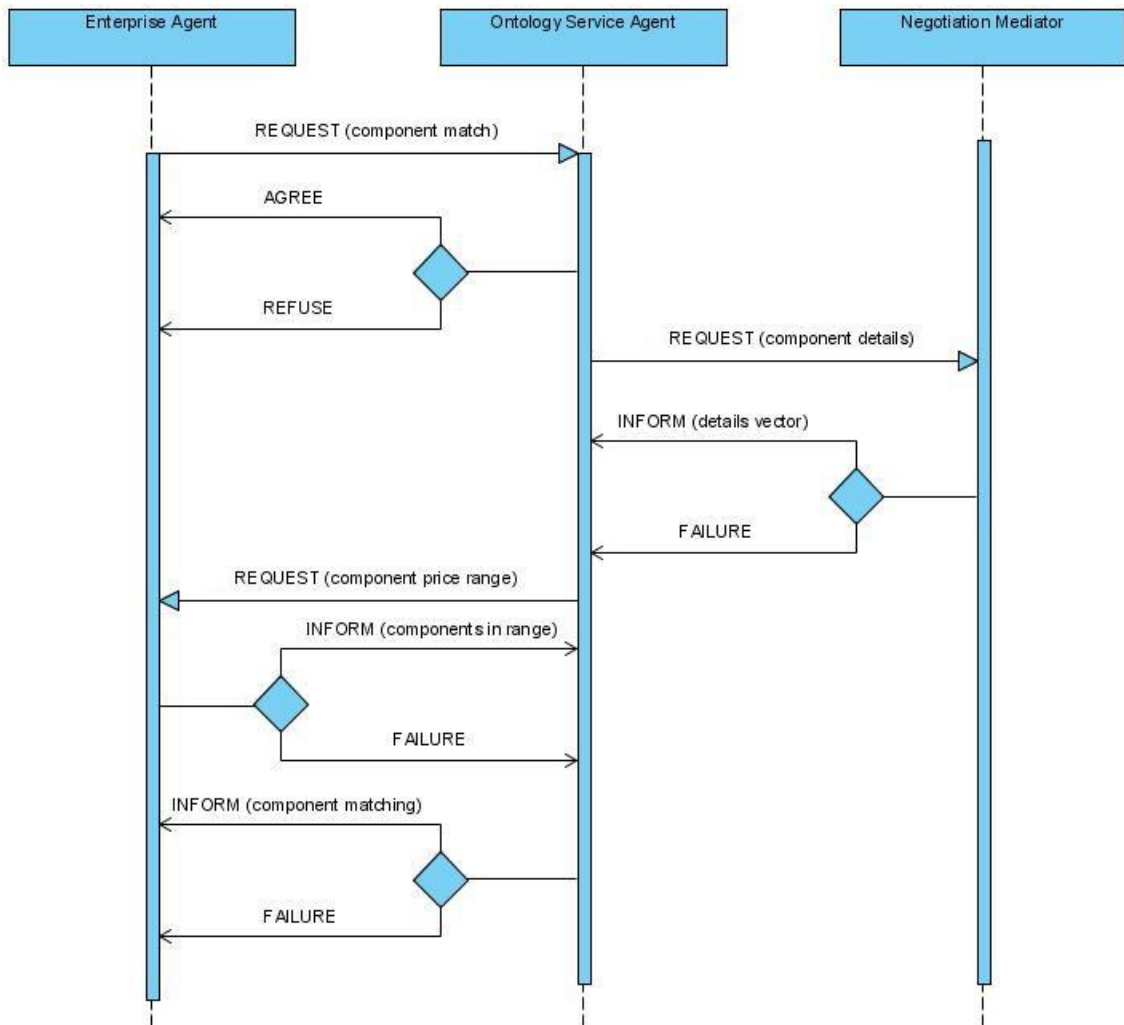 Enterprise Agent
Ontology Service Agent
Negotiation Mediator
REQUEST (component match)
AGREE
REFUSE
REQUEST (component details)
INFORM (details vector)
FAILURE
REQUEST (component price range)
INFORM (components in range)
FAILURE
INFORM (component matching)
FAILURE